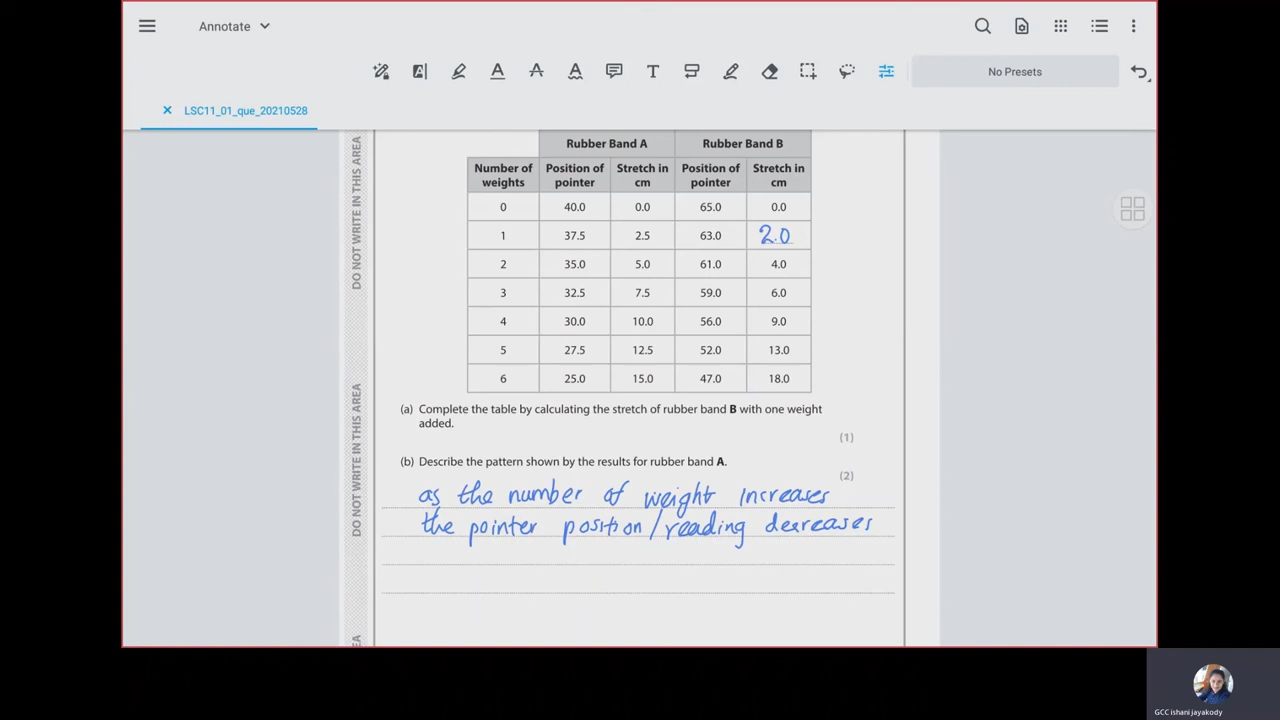 Annotate
No Presets
LSC11_01_que_20210528
DO NOT WRITE IN THIS AREA
DO NOT WRITE IN THIS AREA
EA
Rubber Band A Rubber Band B
Number of weights Position of pointer Stretch in cm Position of pointer Stretch in cm
0 40.0 0.0 65.0 0.0
1 37.5 2.5 63.0 2.0
2 35.0 5.0 61.0 4.0
3 32.5 7.5 59.0 6.0
4 30.0 10.0 56.0 9.0
5 27.5 12.5 52.0 13.0
6 25.0 15.0 47.0 18.0
(a) Complete the table by calculating the stretch of rubber band B with one weight
added.
(1)
(b) Describe the pattern shown by the results for rubber band A.
(2)
as the number of weight increases
the pointer position/reading decreases
GCC ishani jayakody